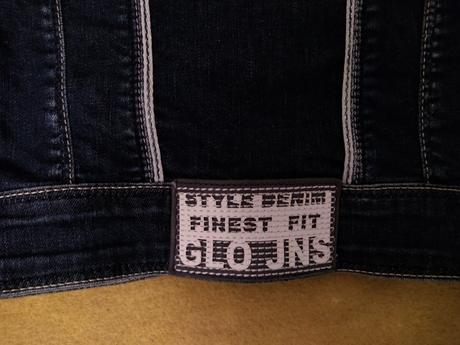 STYLE DENIM
FINEST FIT
GLO JNS